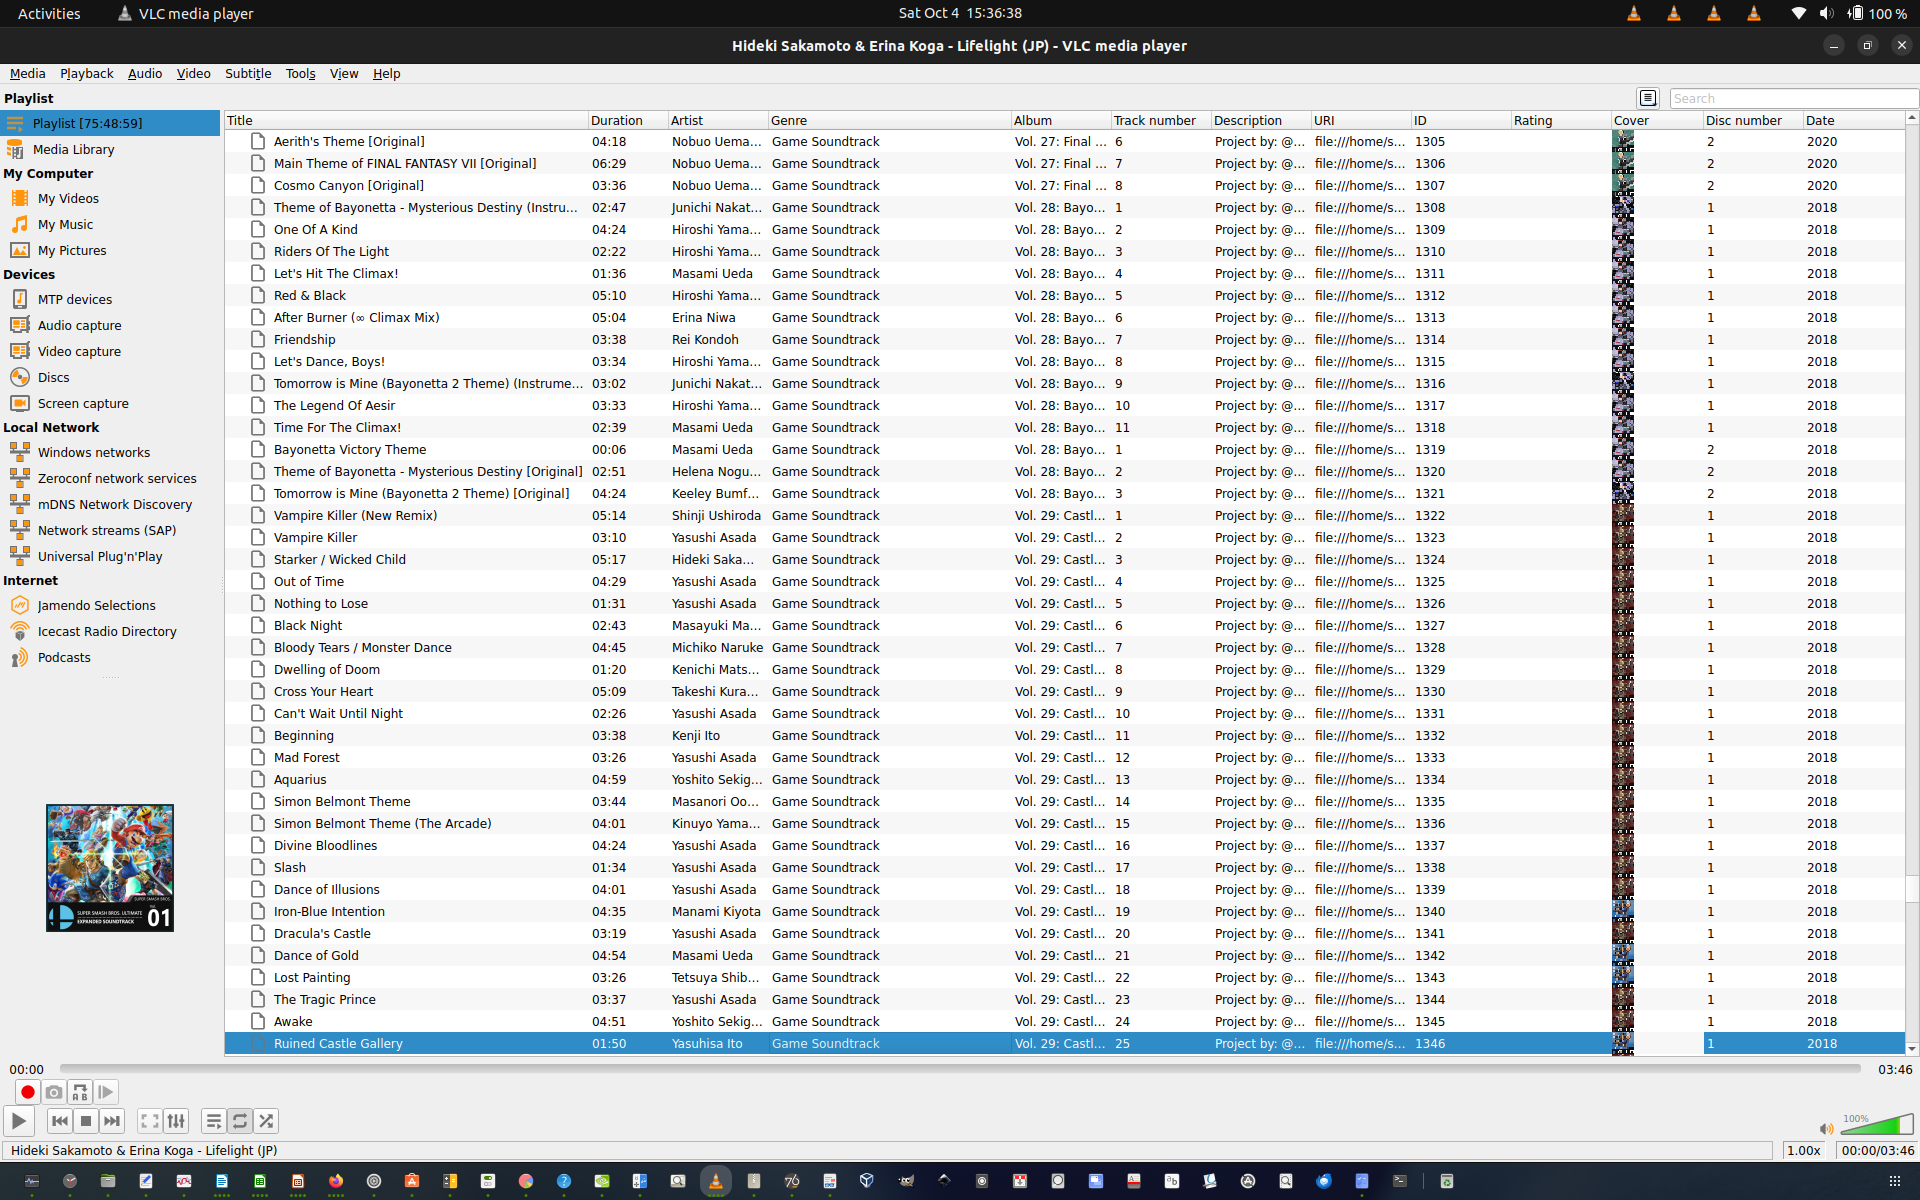 Activities VLC media player Sat Oct 4 15:36:38 100 %
Hideki Sakamoto & Erina Koga - Lifelight (JP) - VLC media player
Media Playback Audio Video Subtitle Tools View Help
Playlist Search
Playlist [75:48:59]
Media Library
My Computer
My Videos
My Music
My Pictures
Devices
MTP devices
Audio capture
Video capture
Discs
Screen capture
Local Network
Windows networks
Zeroconf network services
mDNS Network Discovery
Network streams (SAP)
Universal Plug'n'Play
Internet
Jamendo Selections
Icecast Radio Directory
Podcasts
SUPER SMASH BROS. ULTIMATE
EXPANDED SOUNDTRACK
01
Title Duration Artist Genre Album Track number Description URI ID Rating Cover Disc number Date
Aerith's Theme [Original] 04:18 Nobuo Uema... Game Soundtrack Vol. 27: Final ... 6 Project by: @... file:///home/s... 1305 2 2020
Main Theme of FINAL FANTASY VII [Original] 06:29 Nobuo Uema... Game Soundtrack Vol. 27: Final ... 7 Project by: @... file:///home/s... 1306 2 2020
Cosmo Canyon [Original] 03:36 Nobuo Uema... Game Soundtrack Vol. 27: Final ... 8 Project by: @... file:///home/s... 1307 2 2020
Theme of Bayonetta - Mysterious Destiny (Instru... 02:47 Junichi Nakat... Game Soundtrack Vol. 28: Bayo... 1 Project by: @... file:///home/s... 1308 1 2018
One Of A Kind 04:24 Hiroshi Yama... Game Soundtrack Vol. 28: Bayo... 2 Project by: @... file:///home/s... 1309 1 2018
Riders Of The Light 02:22 Hiroshi Yama... Game Soundtrack Vol. 28: Bayo... 3 Project by: @... file:///home/s... 1310 1 2018
Let's Hit The Climax! 01:36 Masami Ueda Game Soundtrack Vol. 28: Bayo... 4 Project by: @... file:///home/s... 1311 1 2018
Red & Black 05:10 Hiroshi Yama... Game Soundtrack Vol. 28: Bayo... 5 Project by: @... file:///home/s... 1312 1 2018
After Burner (∞ Climax Mix) 05:04 Erina Niwa Game Soundtrack Vol. 28: Bayo... 6 Project by: @... file:///home/s... 1313 1 2018
Friendship 03:38 Rei Kondoh Game Soundtrack Vol. 28: Bayo... 7 Project by: @... file:///home/s... 1314 1 2018
Let's Dance, Boys! 03:34 Hiroshi Yama... Game Soundtrack Vol. 28: Bayo... 8 Project by: @... file:///home/s... 1315 1 2018
Tomorrow is Mine (Bayonetta 2 Theme) (Instrume... 03:02 Junichi Nakat... Game Soundtrack Vol. 28: Bayo... 9 Project by: @... file:///home/s... 1316 1 2018
The Legend Of Aesir 03:33 Hiroshi Yama... Game Soundtrack Vol. 28: Bayo... 10 Project by: @... file:///home/s... 1317 1 2018
Time For The Climax! 02:39 Masami Ueda Game Soundtrack Vol. 28: Bayo... 11 Project by: @... file:///home/s... 1318 1 2018
Bayonetta Victory Theme 00:06 Masami Ueda Game Soundtrack Vol. 28: Bayo... 1 Project by: @... file:///home/s... 1319 2 2018
Theme of Bayonetta - Mysterious Destiny [Original] 02:51 Helena Nogu... Game Soundtrack Vol. 28: Bayo... 2 Project by: @... file:///home/s... 1320 2 2018
Tomorrow is Mine (Bayonetta 2 Theme) [Original] 04:24 Keeley Bumf... Game Soundtrack Vol. 28: Bayo... 3 Project by: @... file:///home/s... 1321 2 2018
Vampire Killer (New Remix) 05:14 Shinji Ushiroda Game Soundtrack Vol. 29: Castl... 1 Project by: @... file:///home/s... 1322 1 2018
Vampire Killer 03:10 Yasushi Asada Game Soundtrack Vol. 29: Castl... 2 Project by: @... file:///home/s... 1323 1 2018
Starker / Wicked Child 05:17 Hideki Saka... Game Soundtrack Vol. 29: Castl... 3 Project by: @... file:///home/s... 1324 1 2018
Out of Time 04:29 Yasushi Asada Game Soundtrack Vol. 29: Castl... 4 Project by: @... file:///home/s... 1325 1 2018
Nothing to Lose 01:31 Yasushi Asada Game Soundtrack Vol. 29: Castl... 5 Project by: @... file:///home/s... 1326 1 2018
Black Night 02:43 Masayuki Ma... Game Soundtrack Vol. 29: Castl... 6 Project by: @... file:///home/s... 1327 1 2018
Bloody Tears / Monster Dance 04:45 Michiko Naruke Game Soundtrack Vol. 29: Castl... 7 Project by: @... file:///home/s... 1328 1 2018
Dwelling of Doom 01:20 Kenichi Mats... Game Soundtrack Vol. 29: Castl... 8 Project by: @... file:///home/s... 1329 1 2018
Cross Your Heart 05:09 Takeshi Kura... Game Soundtrack Vol. 29: Castl... 9 Project by: @... file:///home/s... 1330 1 2018
Can't Wait Until Night 02:26 Yasushi Asada Game Soundtrack Vol. 29: Castl... 10 Project by: @... file:///home/s... 1331 1 2018
Beginning 03:38 Kenji Ito Game Soundtrack Vol. 29: Castl... 11 Project by: @... file:///home/s... 1332 1 2018
Mad Forest 03:26 Yasushi Asada Game Soundtrack Vol. 29: Castl... 12 Project by: @... file:///home/s... 1333 1 2018
Aquarius 04:59 Yoshito Sekig... Game Soundtrack Vol. 29: Castl... 13 Project by: @... file:///home/s... 1334 1 2018
Simon Belmont Theme 03:44 Masanori Oo... Game Soundtrack Vol. 29: Castl... 14 Project by: @... file:///home/s... 1335 1 2018
Simon Belmont Theme (The Arcade) 04:01 Kinuyo Yama... Game Soundtrack Vol. 29: Castl... 15 Project by: @... file:///home/s... 1336 1 2018
Divine Bloodlines 04:24 Yasushi Asada Game Soundtrack Vol. 29: Castl... 16 Project by: @... file:///home/s... 1337 1 2018
Slash 01:34 Yasushi Asada Game Soundtrack Vol. 29: Castl... 17 Project by: @... file:///home/s... 1338 1 2018
Dance of Illusions 04:01 Yasushi Asada Game Soundtrack Vol. 29: Castl... 18 Project by: @... file:///home/s... 1339 1 2018
Iron-Blue Intention 04:35 Manami Kiyota Game Soundtrack Vol. 29: Castl... 19 Project by: @... file:///home/s... 1340 1 2018
Dracula's Castle 03:19 Yasushi Asada Game Soundtrack Vol. 29: Castl... 20 Project by: @... file:///home/s... 1341 1 2018
Dance of Gold 04:54 Masami Ueda Game Soundtrack Vol. 29: Castl... 21 Project by: @... file:///home/s... 1342 1 2018
Lost Painting 03:26 Tetsuya Shib... Game Soundtrack Vol. 29: Castl... 22 Project by: @... file:///home/s... 1343 1 2018
The Tragic Prince 03:37 Yasushi Asada Game Soundtrack Vol. 29: Castl... 23 Project by: @... file:///home/s... 1344 1 2018
Awake 04:51 Yoshito Sekig... Game Soundtrack Vol. 29: Castl... 24 Project by: @... file:///home/s... 1345 1 2018
Ruined Castle Gallery 01:50 Yasuhisa Ito Game Soundtrack Vol. 29: Castl... 25 Project by: @... file:///home/s... 1346 1 2018
00:00 03:46
100%
Hideki Sakamoto & Erina Koga - Lifelight (JP) 1.00x 00:00/03:46